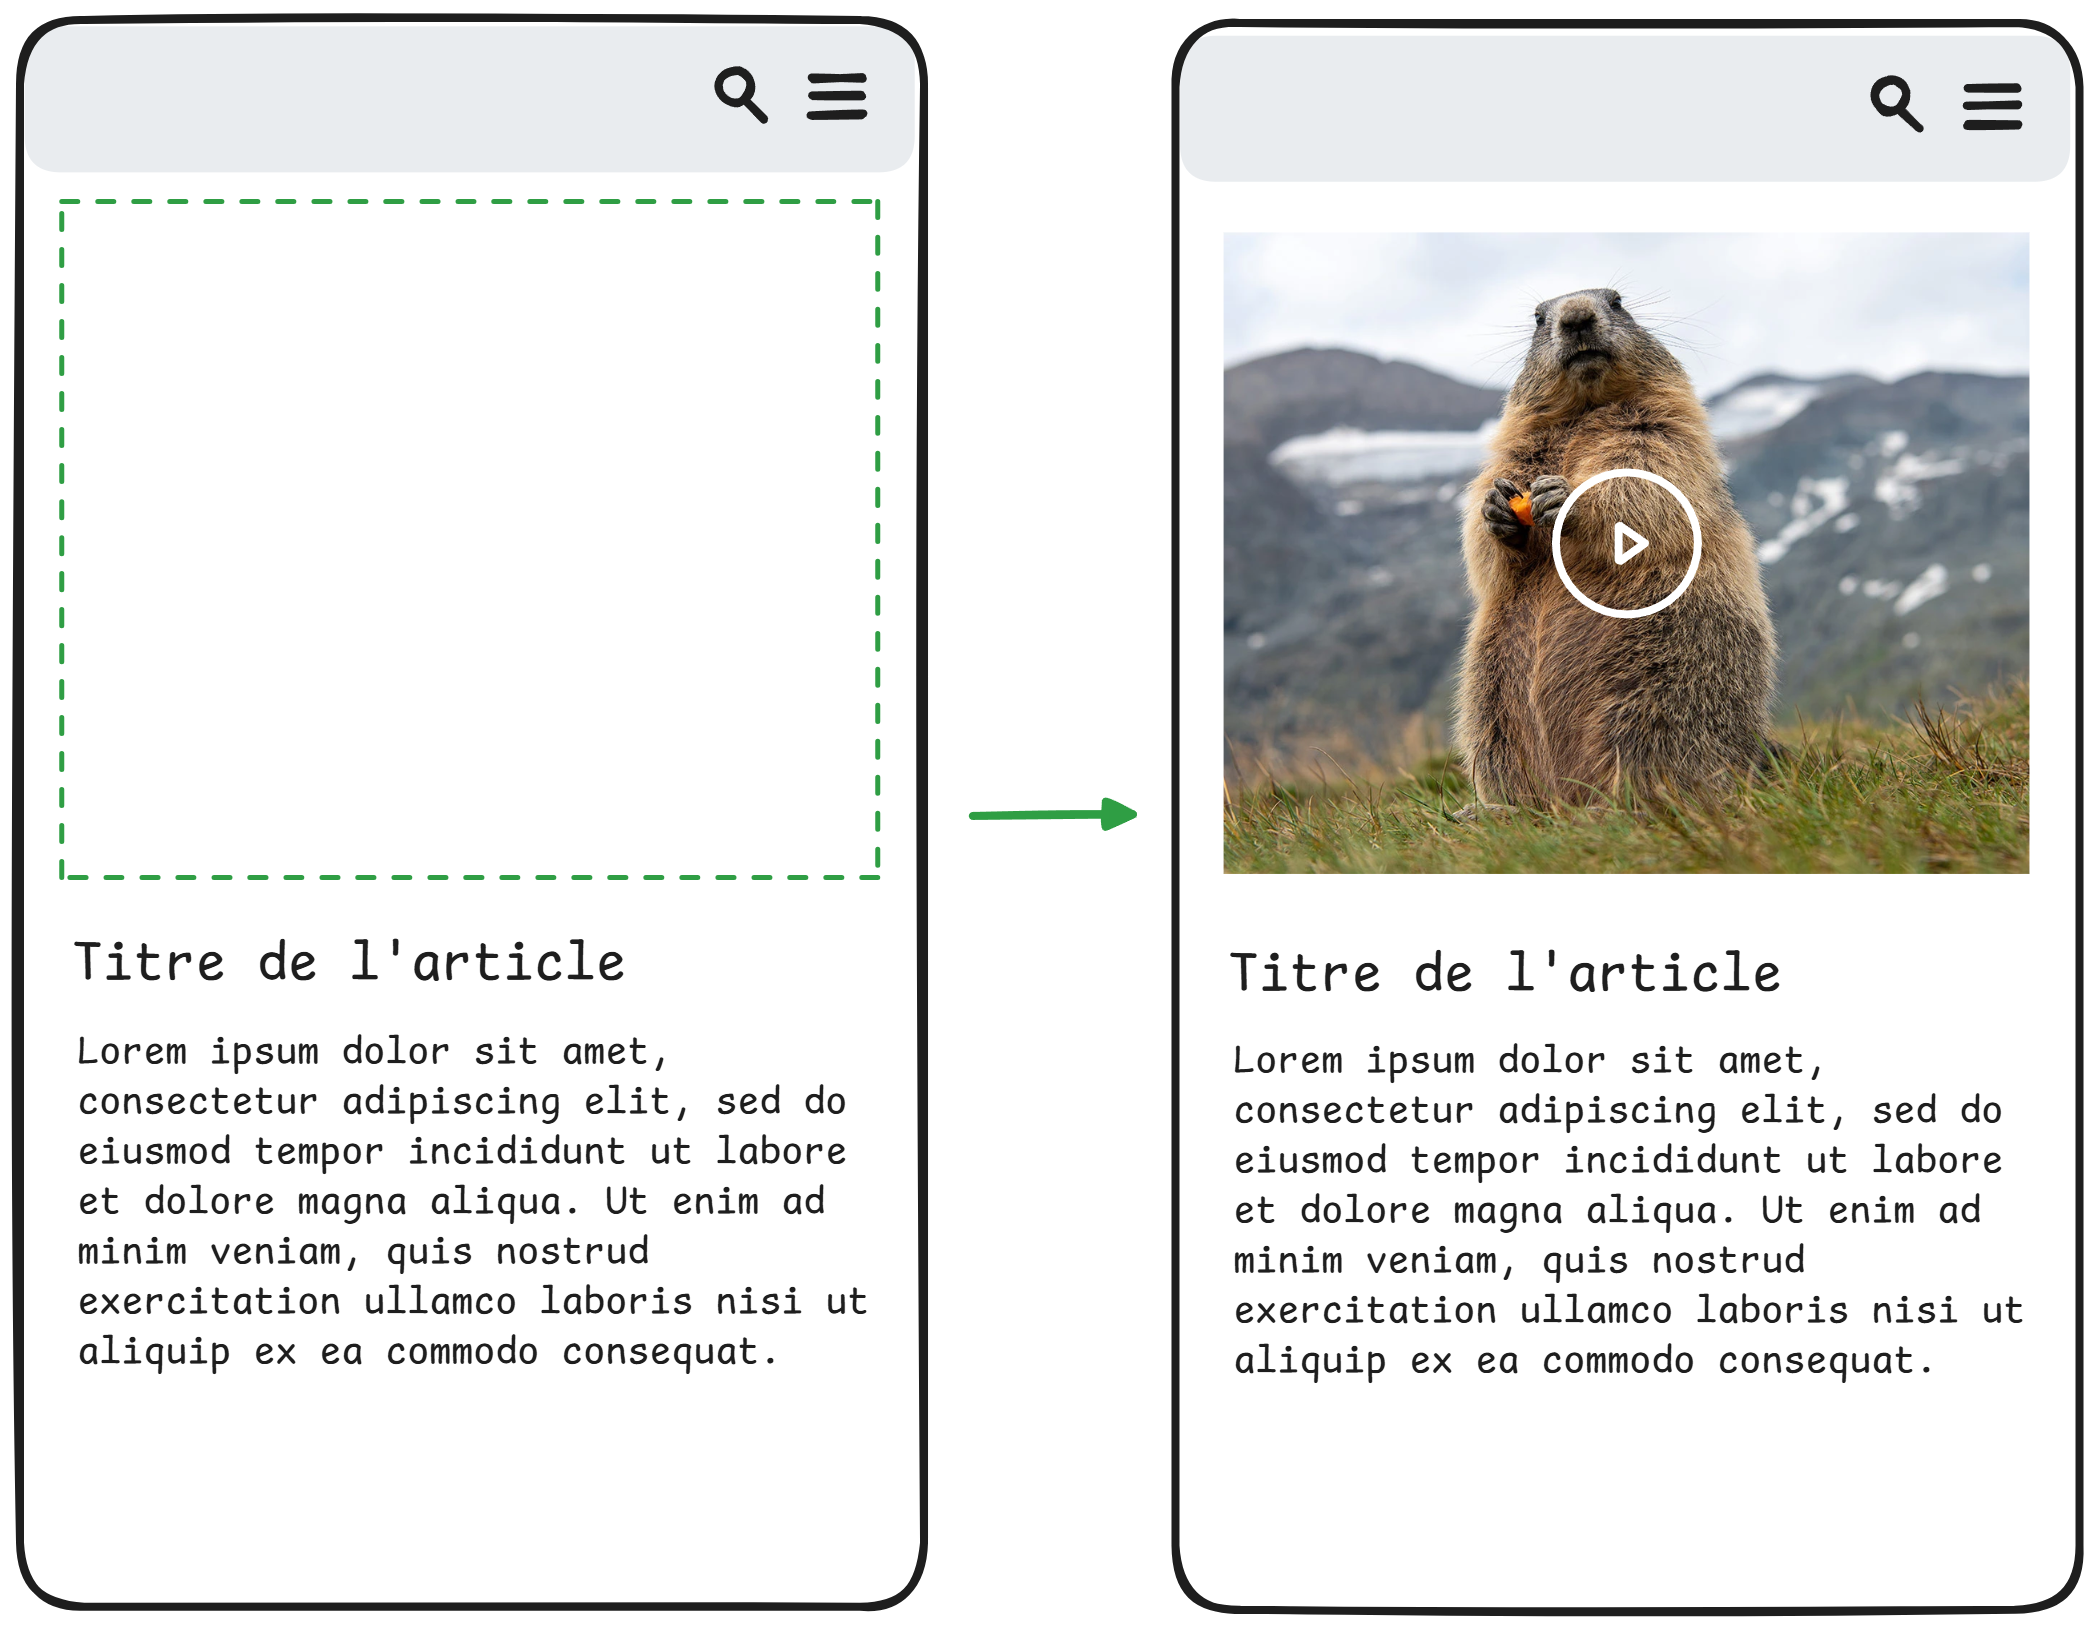 Titre de l'article
Lorem ipsum dolor sit amet,
consectetur adipiscing elit, sed do
eiusmod tempor incididunt ut labore
et dolore magna aliqua. Ut enim ad
minim veniam, quis nostrud
exercitation ullamco laboris nisi ut
aliquip ex ea commodo consequat.
Titre de l'article
Lorem ipsum dolor sit amet,
consectetur adipiscing elit, sed do
eiusmod tempor incididunt ut labore
et dolore magna aliqua. Ut enim ad
minim veniam, quis nostrud
exercitation ullamco laboris nisi ut
aliquip ex ea commodo consequat.